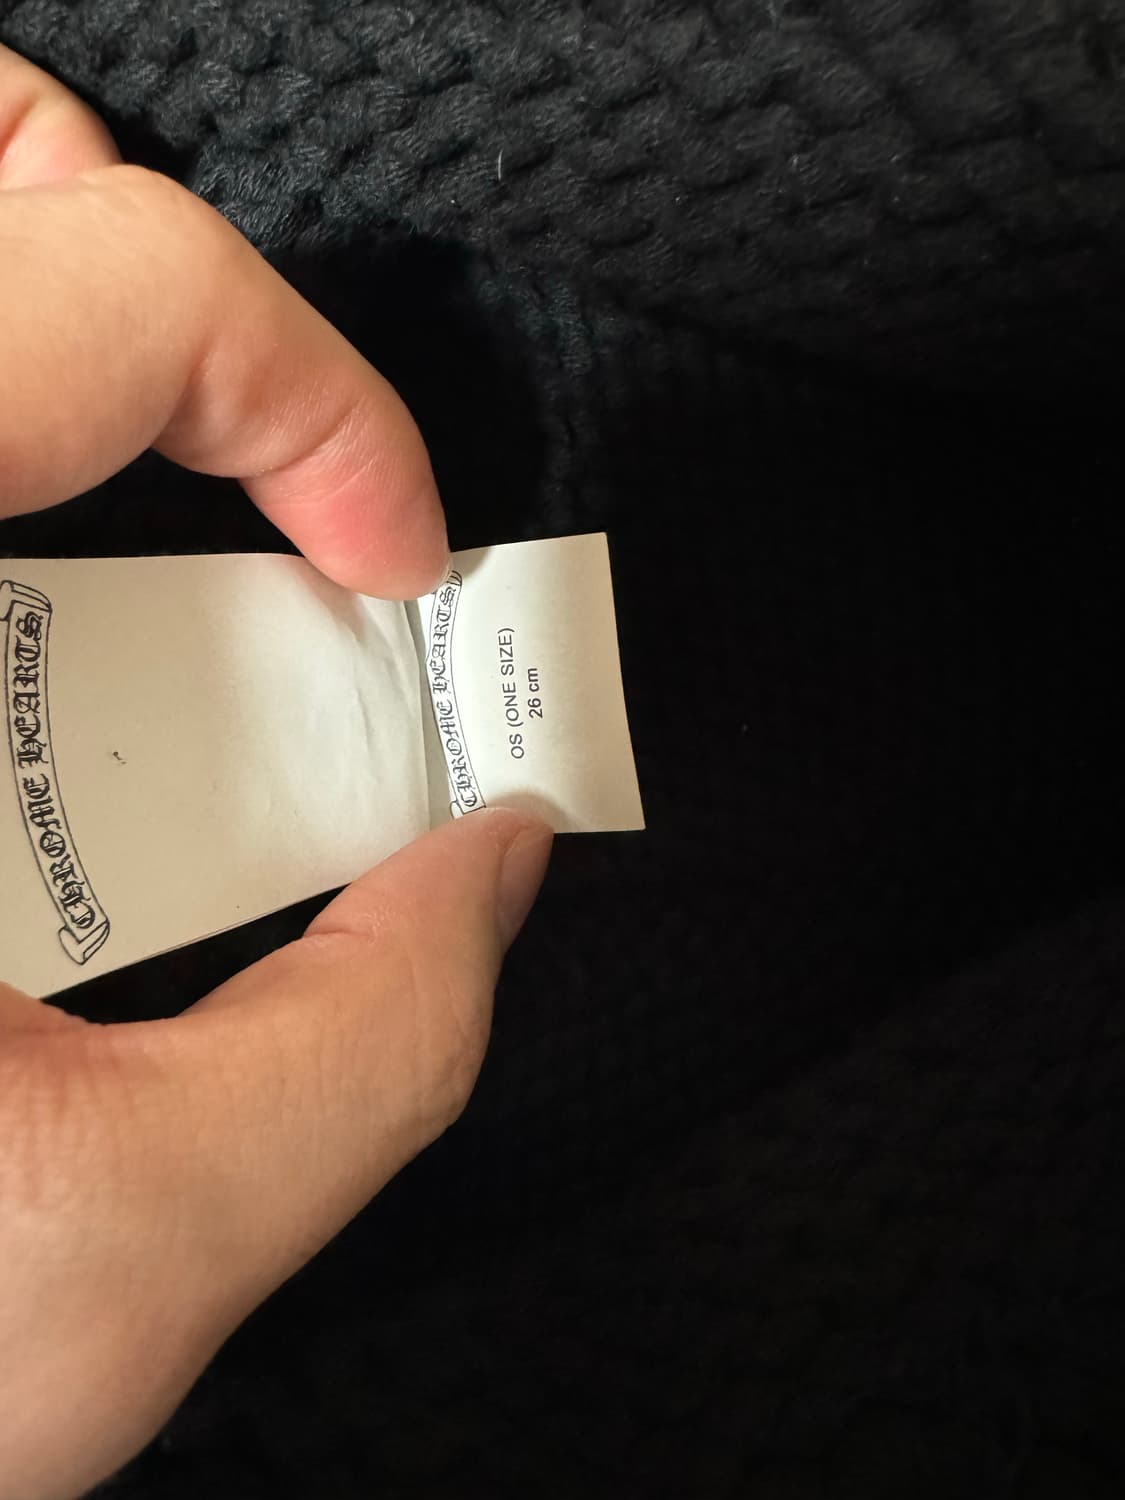 CHROME HEARTS
CHROME HEARTS
OS (ONE SIZE)
26 cm